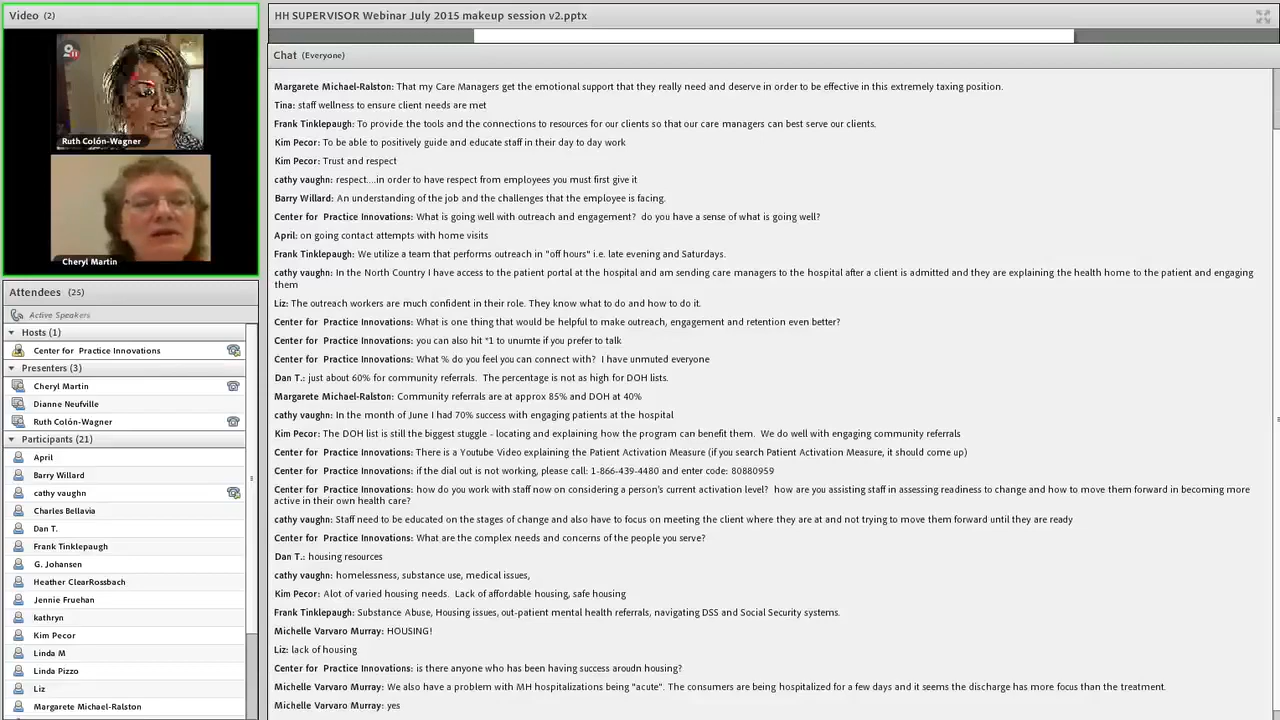 Video (2)
Ruth Colón-Wagner
Cheryl Martin
Attendees (25)
Active Speakers
Hosts (1)
Center for Practice Innovations
Presenters (3)
Cheryl Martin
Dianne Neufville
Ruth Colón-Wagner
Participants (21)
April
Barry Willard
cathy vaughn
Charles Bellavia
Dan T.
Frank Tinklepaugh
G. Johansen
Heather ClearRossbach
Jennie Fruehan
kathryn
Kim Pecor
Linda M
Linda Pizzo
Liz
Margarete Michael-Ralston
HH SUPERVISOR Webinar July 2015 makeup session v2.pptx
Chat (Everyone)
Margarete Michael-Ralston: That my Care Managers get the emotional support that they really need and deserve in order to be effective in this extremely taxing position.
Tina: staff wellness to ensure client needs are met
Frank Tinklepaugh: To provide the tools and the connections to resources for our clients so that our care managers can best serve our clients.
Kim Pecor: To be able to positively guide and educate staff in their day to day work
Kim Pecor: Trust and respect
cathy vaughn: respect....in order to have respect from employees you must first give it
Barry Willard: An understanding of the job and the challenges that the employee is facing.
Center for Practice Innovations: What is going well with outreach and engagement? do you have a sense of what is going well?
April: on going contact attempts with home visits
Frank Tinklepaugh: We utilize a team that performs outreach in "off hours" i.e. late evening and Saturdays.
cathy vaughn: In the North Country I have access to the patient portal at the hospital and am sending care managers to the hospital after a client is admitted and they are explaining the health home to the patient and engaging
them
Liz: The outreach workers are much confident in their role. They know what to do and how to do it.
Center for Practice Innovations: What is one thing that would be helpful to make outreach, engagement and retention even better?
Center for Practice Innovations: you can also hit *1 to unumte if you prefer to talk
Center for Practice Innovations: What % do you feel you can connect with? I have unmuted everyone
Dan T.: just about 60% for community referrals. The percentage is not as high for DOH lists.
Margarete Michael-Ralston: Community referrals are at approx 85% and DOH at 40%
cathy vaughn: In the month of June I had 70% success with engaging patients at the hospital
Kim Pecor: The DOH list is still the biggest stuggle - locating and explaining how the program can benefit them. We do well with engaging community referrals
Center for Practice Innovations: There is a Youtube Video explaining the Patient Activation Measure (if you search Patient Activation Measure, it should come up)
Center for Practice Innovations: if the dial out is not working, please call: 1-866-439-4480 and enter code: 80880959
Center for Practice Innovations: how do you work with staff now on considering a person's current activation level? how are you assisting staff in assessing readiness to change and how to move them forward in becoming more
active in their own health care?
cathy vaughn: Staff need to be educated on the stages of change and also have to focus on meeting the client where they are at and not trying to move them forward until they are ready
Center for Practice Innovations: What are the complex needs and concerns of the people you serve?
Dan T.: housing resources
cathy vaughn: homelessness, substance use, medical issues,
Kim Pecor: Alot of varied housing needs. Lack of affordable housing, safe housing
Frank Tinklepaugh: Substance Abuse, Housing issues, out-patient mental health referrals, navigating DSS and Social Security systems.
Michelle Varvaro Murray: HOUSING!
Liz: lack of housing
Center for Practice Innovations: is there anyone who has been having success aroudn housing?
Michelle Varvaro Murray: We also have a problem with MH hospitalizations being "acute". The consumers are being hospitalized for a few days and it seems the discharge has more focus than the treatment.
Michelle Varvaro Murray: yes